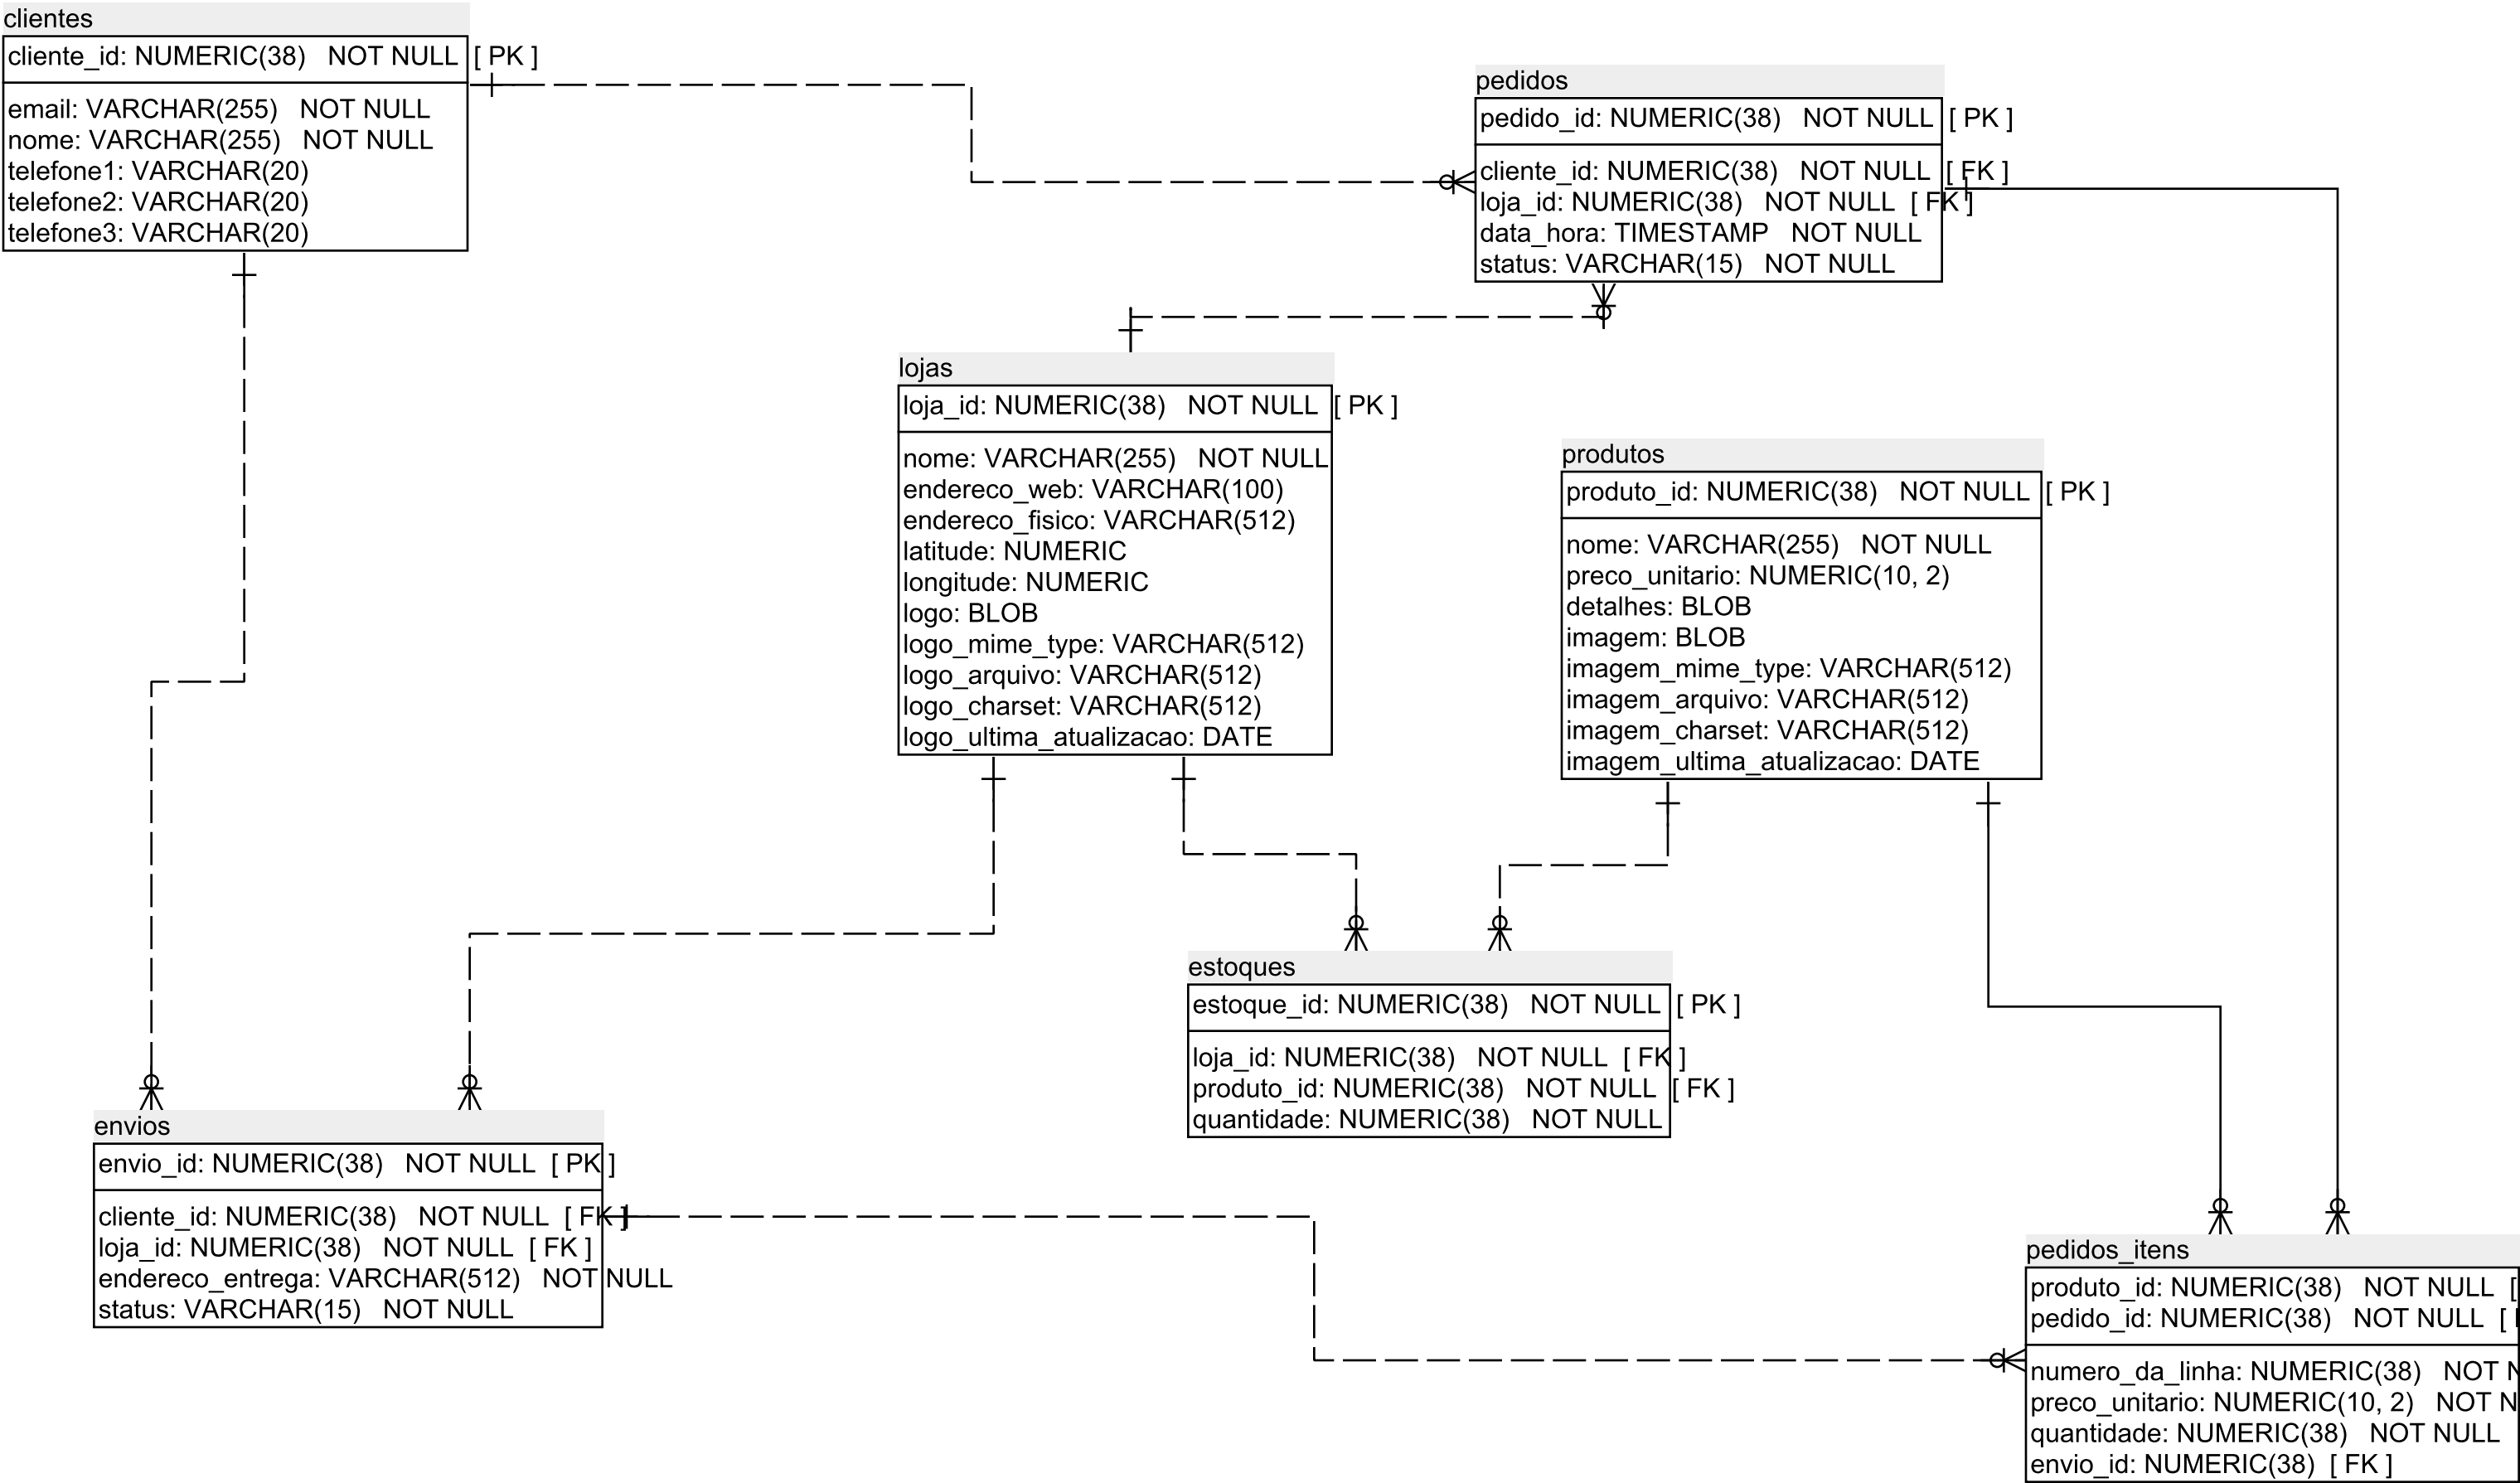 clientes
cliente_id: NUMERIC(38) NOT NULL [ PK ]
email: VARCHAR(255) NOT NULL
nome: VARCHAR(255) NOT NULL
telefone1: VARCHAR(20)
telefone2: VARCHAR(20)
telefone3: VARCHAR(20)
pedidos
pedido_id: NUMERIC(38) NOT NULL [ PK ]
cliente_id: NUMERIC(38) NOT NULL [ FK ]
loja_id: NUMERIC(38) NOT NULL [ FK ]
data_hora: TIMESTAMP NOT NULL
status: VARCHAR(15) NOT NULL
lojas
loja_id: NUMERIC(38) NOT NULL [ PK ]
nome: VARCHAR(255) NOT NULL
endereco_web: VARCHAR(100)
endereco_fisico: VARCHAR(512)
latitude: NUMERIC
longitude: NUMERIC
logo: BLOB
logo_mime_type: VARCHAR(512)
logo_arquivo: VARCHAR(512)
logo_charset: VARCHAR(512)
logo_ultima_atualizacao: DATE
produtos
produto_id: NUMERIC(38) NOT NULL [ PK ]
nome: VARCHAR(255) NOT NULL
preco_unitario: NUMERIC(10, 2)
detalhes: BLOB
imagem: BLOB
imagem_mime_type: VARCHAR(512)
imagem_arquivo: VARCHAR(512)
imagem_charset: VARCHAR(512)
imagem_ultima_atualizacao: DATE
estoques
estoque_id: NUMERIC(38) NOT NULL [ PK ]
loja_id: NUMERIC(38) NOT NULL [ FK ]
produto_id: NUMERIC(38) NOT NULL [ FK ]
quantidade: NUMERIC(38) NOT NULL
envios
envio_id: NUMERIC(38) NOT NULL [ PK ]
cliente_id: NUMERIC(38) NOT NULL [ FK ]
loja_id: NUMERIC(38) NOT NULL [ FK ]
endereco_entrega: VARCHAR(512) NOT NULL
status: VARCHAR(15) NOT NULL
pedidos_itens
produto_id: NUMERIC(38) NOT NULL [
pedido_id: NUMERIC(38) NOT NULL [
numero_da_linha: NUMERIC(38) NOT
preco_unitario: NUMERIC(10, 2) NOT
quantidade: NUMERIC(38) NOT NULL
envio_id: NUMERIC(38) [ FK ]